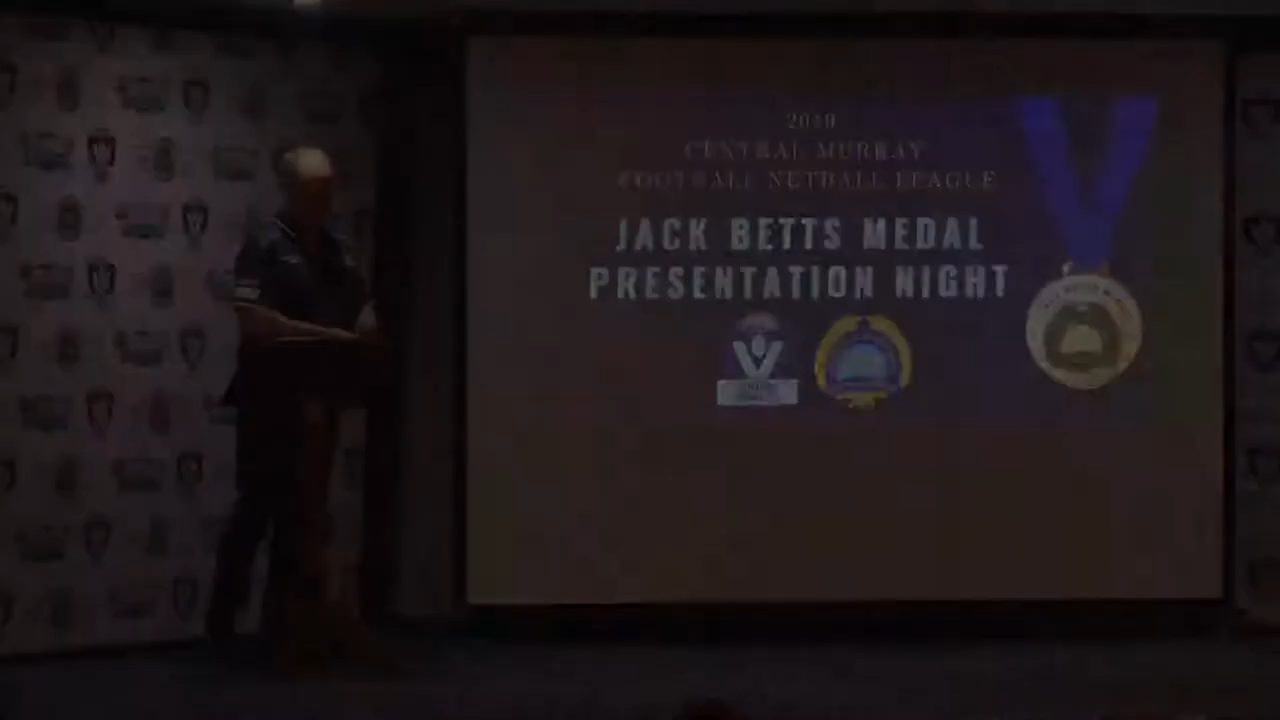 2019
CENTRAL MURRAY
FOOTBALL NETBALL LEAGUE
JACK BETTS MEDAL
PRESENTATION NIGHT